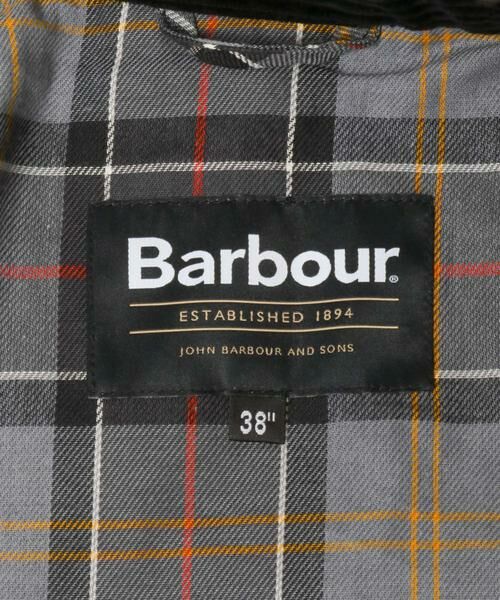 Barbour®
ESTABLISHED 1894
JOHN BARBOUR AND SONS
38"